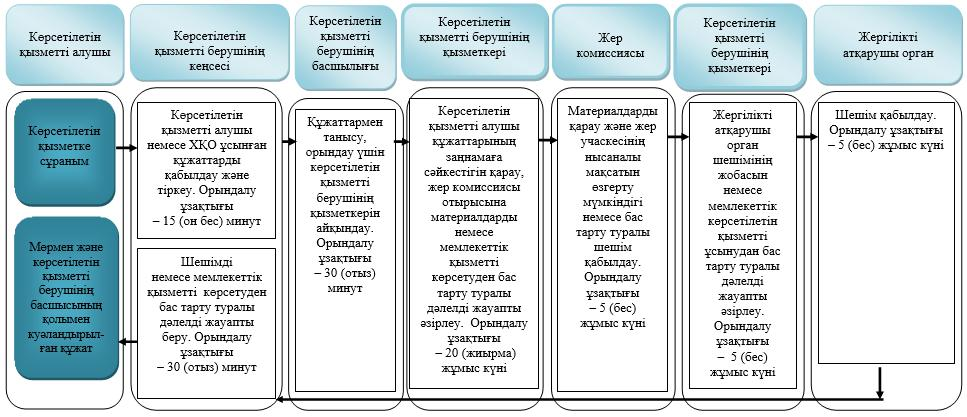 Көрсетілетін
қызметті алушы
Көрсетілетін
қызметті берушінің
кеңсесі
Көрсетілетін
қызметті
берушінің
басшылығы
Көрсетілетін
қызметті берушінің
қызметкері
Жер
комиссиясы
Көрсетілетін
қызметті
берушінің
қызметкері
Жергілікті
атқарушы орган
Көрсетілетін
қызметке
сұраным
Мөрмен және
көрсетілетін
қызметті
берушінің
басшысының
қолымен
куәландырыл-
ған құжат
Көрсетілетін
қызметті алушы
немесе ХҚО ұсынған
құжаттарды
қабылдау және
тіркеу. Орындалу
ұзақтығы
– 15 (он бес) минут
Шешімді
немесе мемлекеттік
қызметті көрсетуден
бас тарту туралы
дәлелді жауапты
беру. Орындалу
ұзақтығы
– 30 (отыз) минут
Құжаттармен
танысу,
орындау үшін
көрсетілетін
қызметті
берушінің
қызметкерін
айқындау.
Орындалу
ұзақтығы
– 30 (отыз)
минут
Көрсетілетін
қызметті алушы
құжаттарының
заңнамаға
сәйкестігін қарау,
жер комиссиясы
отырысына
материалдарды
немесе
мемлекеттік
қызметті
көрсетуден бас
тарту туралы
дәлелді жауапты
әзірлеу. Орындалу
ұзақтығы
– 20 (жиырма)
жұмыс күні
Материалдарды
қарау және жер
учаскесінің
нысаналы
мақсатын
өзгерту
мүмкіндігі
немесе бас
тарту туралы
шешім
қабылдау.
Орындалу
ұзақтығы
– 5 (бес)
жұмыс күні
Жергілікті
атқарушы
орган
шешімінің
жобасын
немесе
мемлекеттік
көрсетілетін
қызметті
ұсынудан бас
тарту туралы
дәлелді
жауапты
әзірлеу.
Орындалу
ұзақтығы
– 5 (бес)
жұмыс күні
Шешім қабылдау.
Орындалу ұзақтығы
– 5 (бес) жұмыс күні